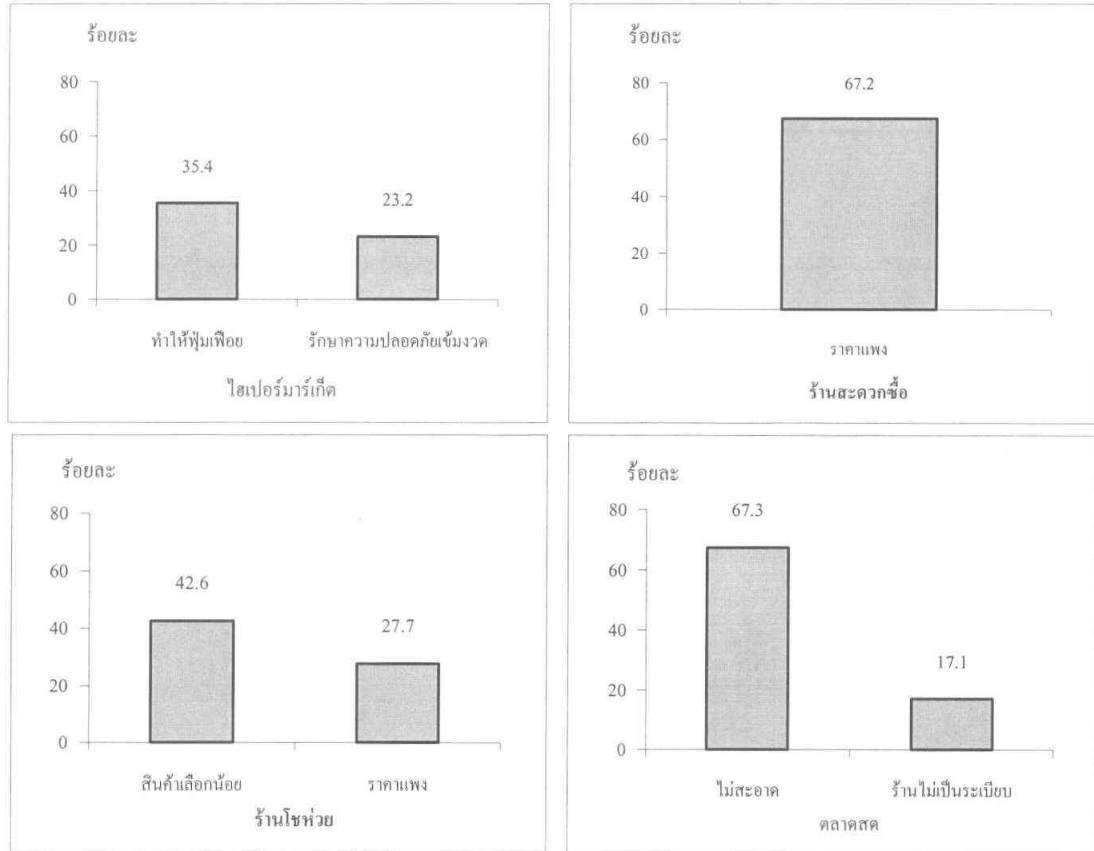 ร้อยละ
80
60
40
20
0
35.4
23.2
ทำให้ฟุ่มเฟือย
รักษาความปลอดภัยเข้มงวด
ไฮเปอร์มาร์เก็ต
ร้อยละ
80
60
40
20
0
67.2
ราคาแพง
ร้านสะดวกซื้อ
ร้อยละ
80
60
40
20
0
42.6
27.7
สินค้าเลือกน้อย
ราคาแพง
ร้านโชห่วย
ร้อยละ
80
60
40
20
0
67.3
17.1
ไม่สะอาด
ร้านไม่เป็นระเบียบ
ตลาดสด